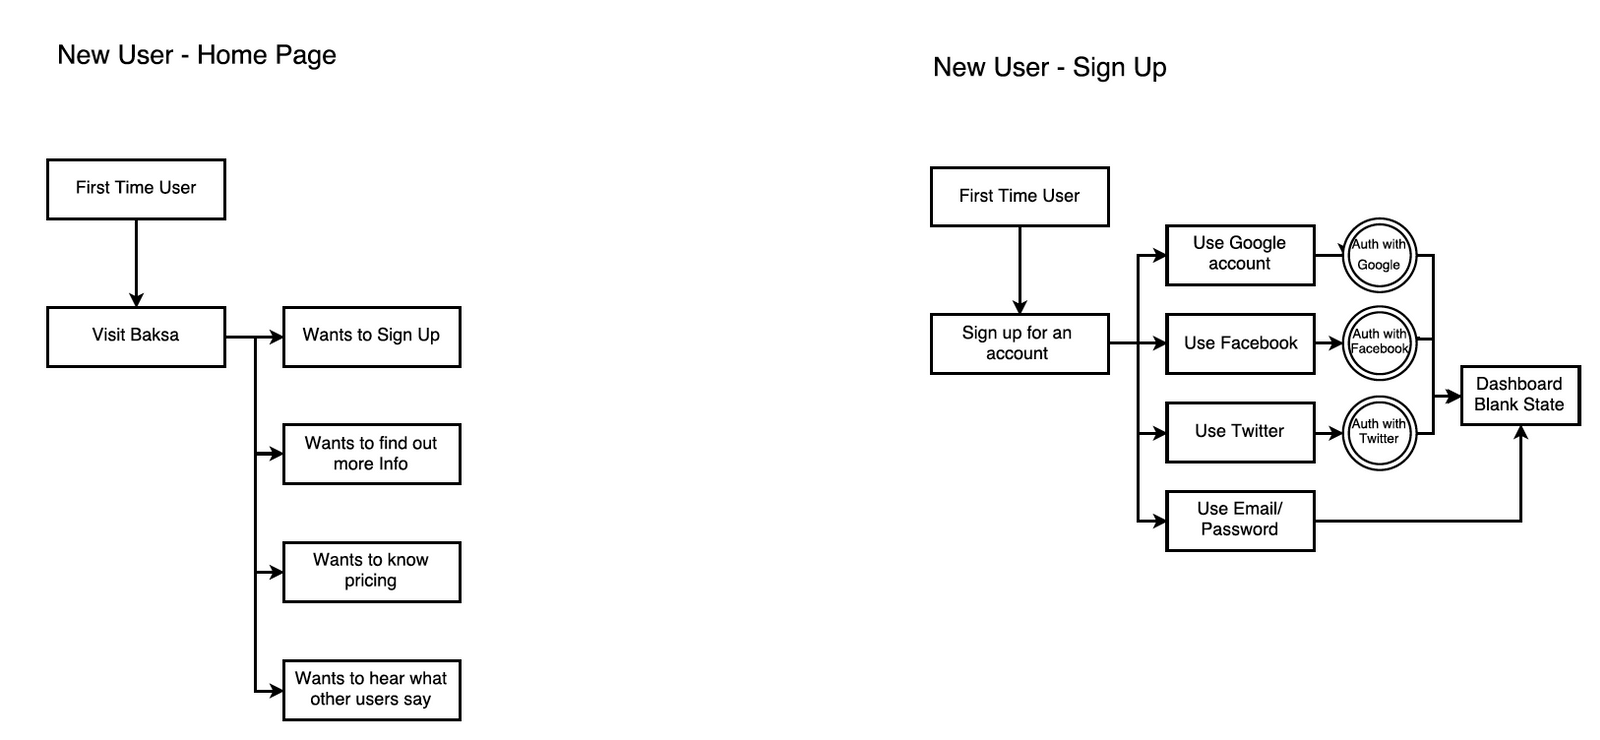 New User - Home Page
First Time User
Visit Baksa
Wants to Sign Up
Wants to find out
more Info
Wants to know
pricing
Wants to hear what
other users say
New User - Sign Up
First Time User
Sign up for an
account
Use Google
account
Auth with
Google
Use Facebook
Auth with
Facebook
Use Twitter
Auth with
Twitter
Use Email/
Password
Dashboard
Blank State